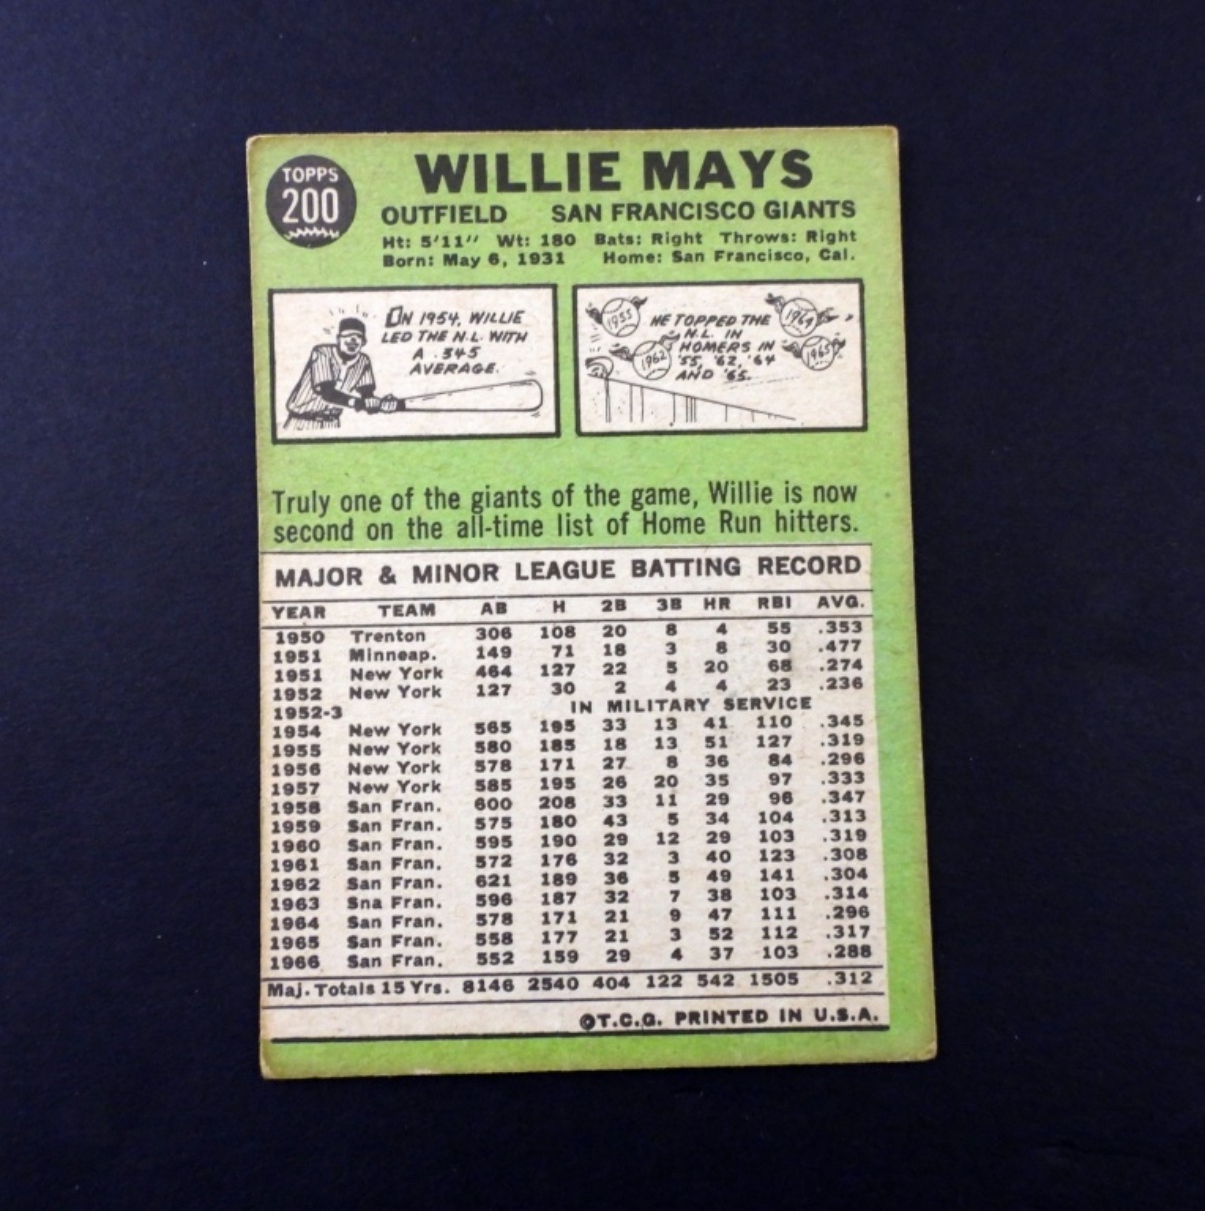 TOPPS
200
WILLIE MAYS
OUTFIELD SAN FRANCISCO GIANTS
Ht: 5'11'' Wt: 180 Bats: Right Throws: Right
Born: May 6, 1931 Home: San Francisco, Cal.
ON 1954, WILLIE
LED THE N.L. WITH
A .345
AVERAGE.
1955
1964
1962
1965
HE TOPPED THE
N.L. IN
HOMERS IN
'55, '62, '64
AND '65.
Truly one of the giants of the game, Willie is now
second on the all-time list of Home Run hitters.
MAJOR & MINOR LEAGUE BATTING RECORD
YEAR TEAM AB H 2B 3B HR RBI AVG.
1950 Trenton 306 108 20 8 4 55 .353
1951 Minneap. 149 71 18 3 8 30 .477
1951 New York 464 127 22 5 20 68 .274
1952 New York 127 30 2 4 4 23 .236
1952-3 IN MILITARY SERVICE
1954 New York 565 195 33 13 41 110 .345
1955 New York 580 185 18 13 51 127 .319
1956 New York 578 171 27 8 36 84 .296
1957 New York 585 195 26 20 35 97 .333
1958 San Fran. 600 208 33 11 29 96 .347
1959 San Fran. 575 180 43 5 34 104 .313
1960 San Fran. 595 190 29 12 29 103 .319
1961 San Fran. 572 176 32 3 40 123 .308
1962 San Fran. 621 189 36 5 49 141 .304
1963 Sna Fran. 596 187 32 7 38 103 .314
1964 San Fran. 578 171 21 9 47 111 .296
1965 San Fran. 558 177 21 3 52 112 .317
1966 San Fran. 552 159 29 4 37 103 .288
Maj. Totals 15 Yrs. 8146 2540 404 122 542 1505 .312
©T.C.G. PRINTED IN U.S.A.